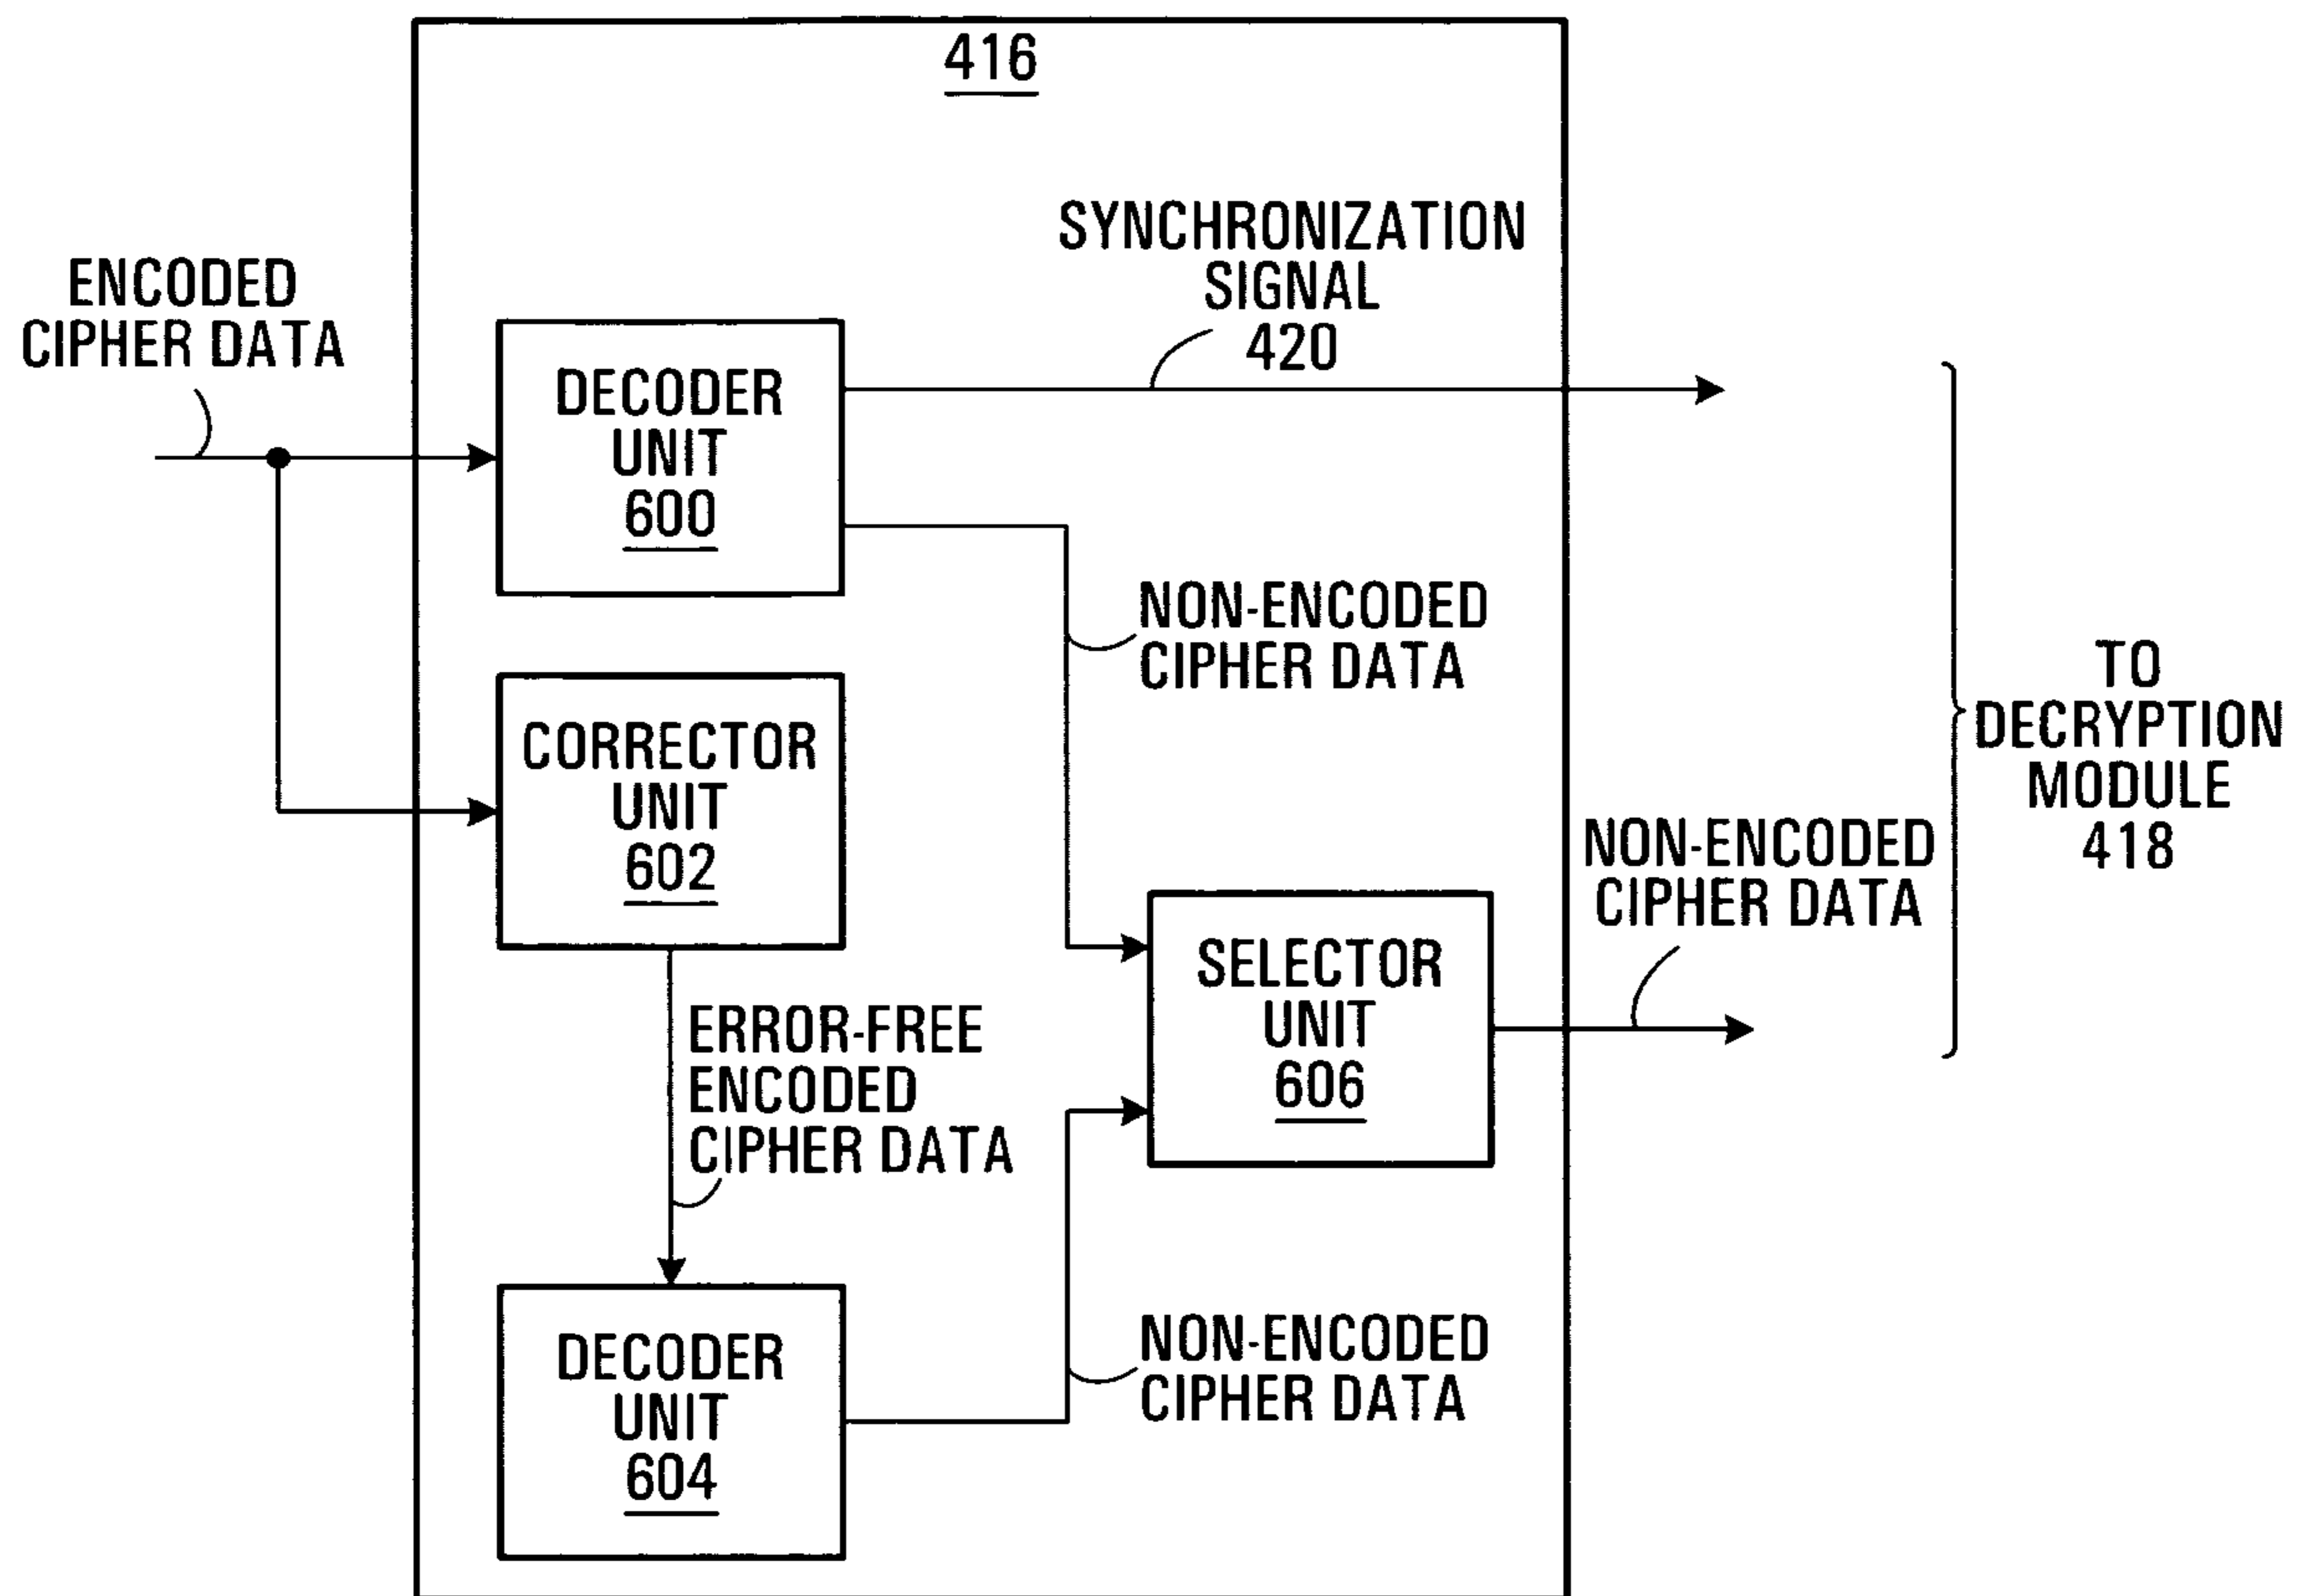 416
SYNCHRONIZATION
SIGNAL
420
ENCODED
CIPHER DATA
DECODER
UNIT
600
NON-ENCODED
CIPHER DATA
TO
DECRYPTION
MODULE
418
CORRECTOR
UNIT
602
NON-ENCODED
CIPHER DATA
SELECTOR
UNIT
606
ERROR-FREE
ENCODED
CIPHER DATA
DECODER
UNIT
604
NON-ENCODED
CIPHER DATA